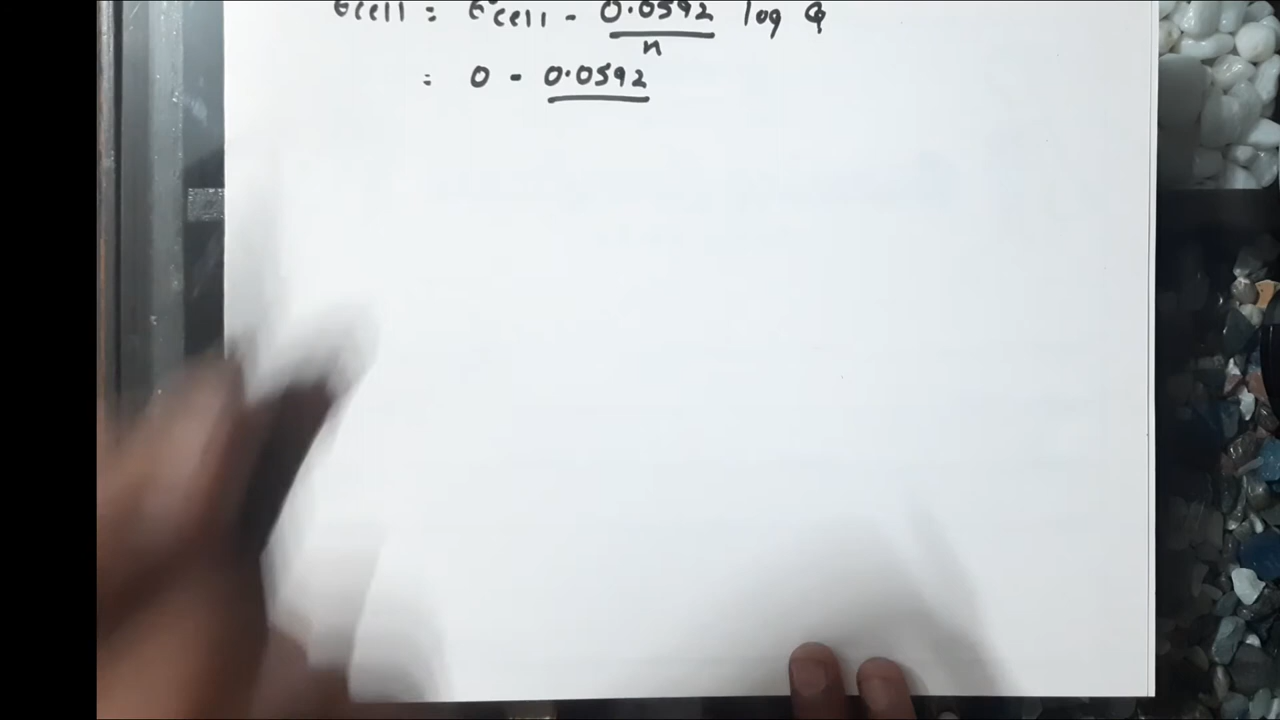 Ecell = E°cell - 0.0592 log Q
n
= 0 - 0.0592